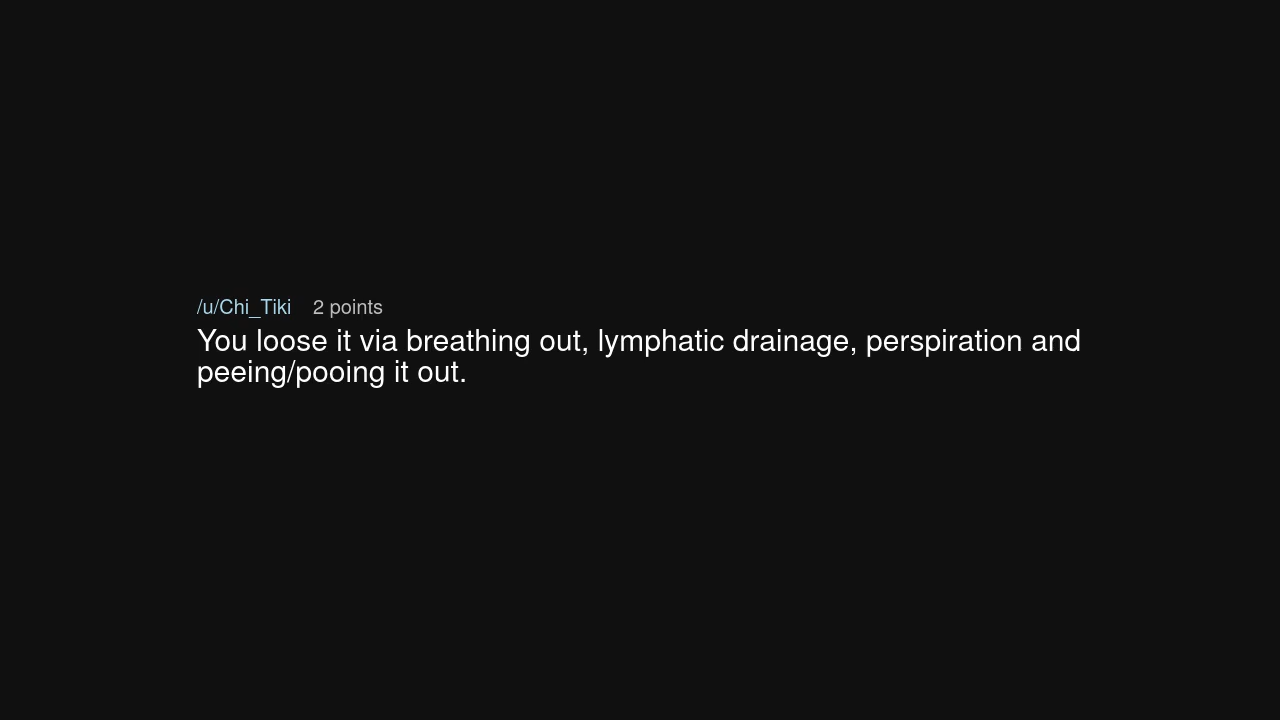 /u/Chi_Tiki 2 points
You loose it via breathing out, lymphatic drainage, perspiration and
peeing/pooing it out.